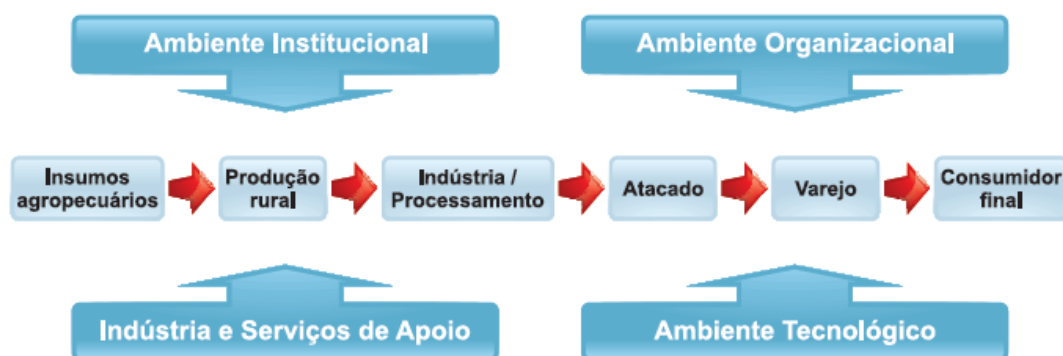 Ambiente Institucional
Ambiente Organizacional
Insumos
agropecuários
Produção
rural
Indústria /
Processamento
Atacado
Varejo
Consumidor
final
Indústria e Serviços de Apoio
Ambiente Tecnológico